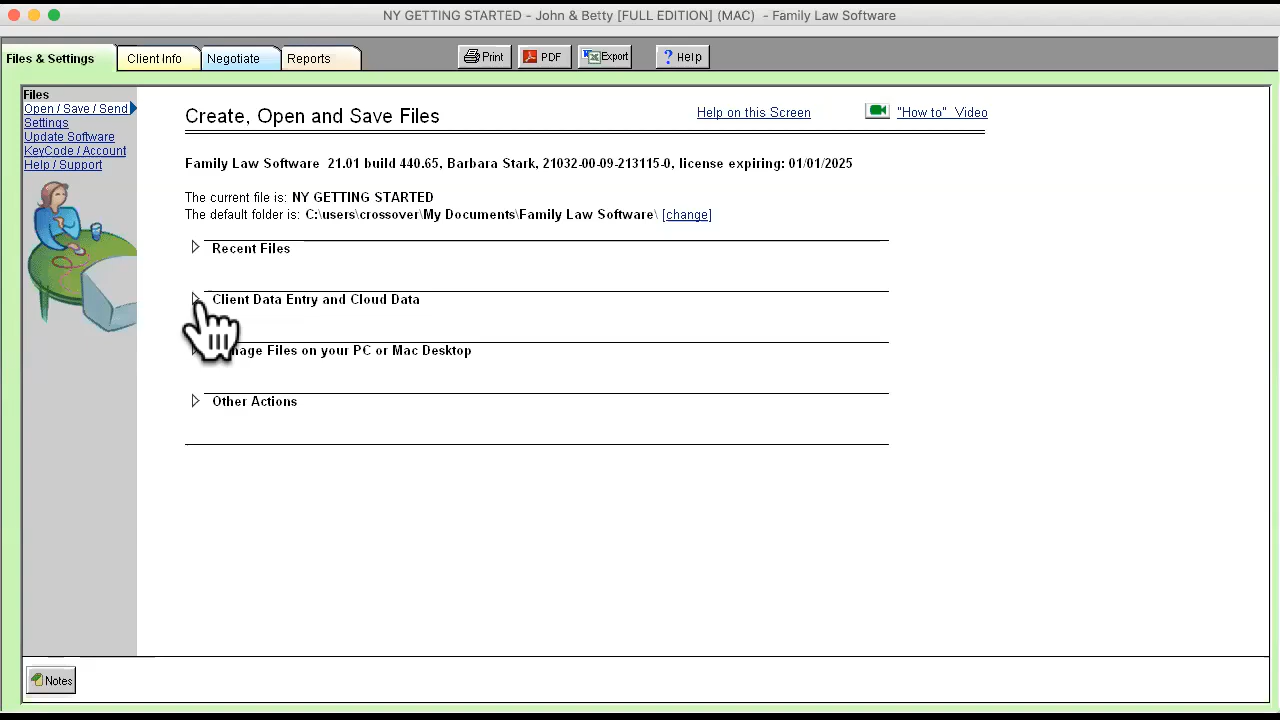 NY GETTING STARTED - John & Betty [FULL EDITION] (MAC) - Family Law Software
Files & Settings Client Info Negotiate Reports Print PDF Export ? Help
Files
Open / Save / Send
Settings
Update Software
KeyCode / Account
Help / Support
Create, Open and Save Files Help on this Screen "How to" Video
Family Law Software 21.01 build 440.65, Barbara Stark, 21032-00-09-213115-0, license expiring: 01/01/2025
The current file is: NY GETTING STARTED
The default folder is: C:\users\crossover\My Documents\Family Law Software\ [change]
Recent Files
Client Data Entry and Cloud Data
Files on your PC or Mac Desktop
Other Actions
Notes